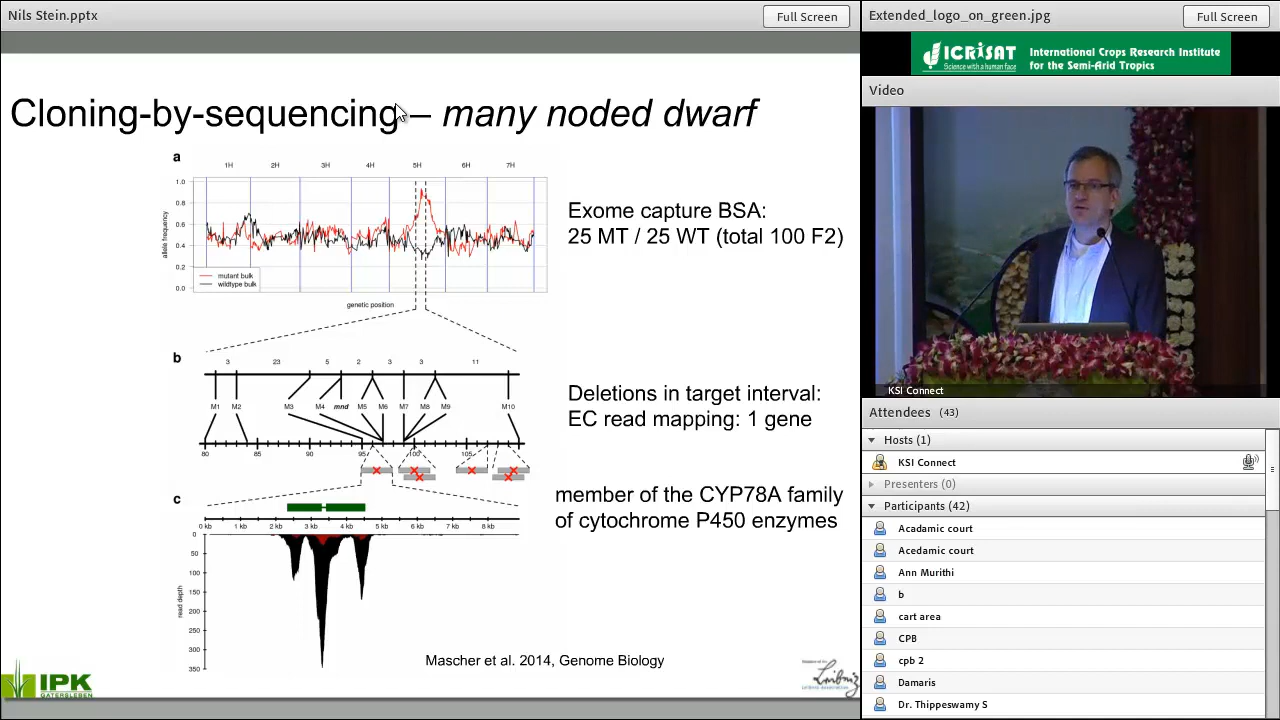 Nils Stein.pptx
Full Screen
Cloning-by-sequencing – many noded dwarf
a
1H 2H 3H 4H 5H 6H 7H
1.0
0.8
0.6
0.4
0.2
0.0
allele frequency
mutant bulk
wildtype bulk
genetic position
Exome capture BSA:
25 MT / 25 WT (total 100 F2)
b
3 23 5 2 3 3 11
M1 M2 M3 M4 mnd M5 M6 M7 M8 M9 M10
80 85 90 95 100 105
Deletions in target interval:
EC read mapping: 1 gene
c
0 kb 1 kb 2 kb 3 kb 4 kb 5 kb 6 kb 7 kb 8 kb
0
50
100
150
200
250
300
350
read depth
member of the CYP78A family
of cytochrome P450 enzymes
Mascher et al. 2014, Genome Biology
IPK
GATERSLEBEN
Leibniz
Extended_logo_on_green.jpg
Full Screen
ICRISAT
Science with a human face
International Crops Research Institute
for the Semi-Arid Tropics
Video
KSI Connect
Attendees (43)
Hosts (1)
KSI Connect
Presenters (0)
Participants (42)
Acadamic court
Acedamic court
Ann Murithi
b
cart area
CPB
cpb 2
Damaris
Dr. Thippeswamy S